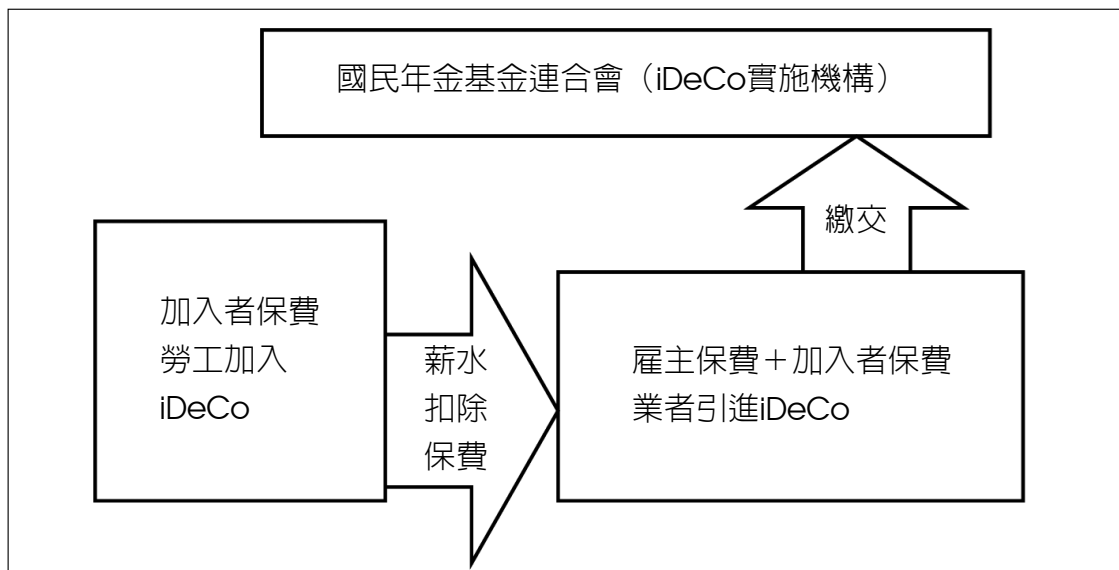 國民年金基金連合會（iDeCo實施機構）
繳交
加入者保費
勞工加入
iDeCo
薪水
扣除
保費
雇主保費＋加入者保費
業者引進iDeCo